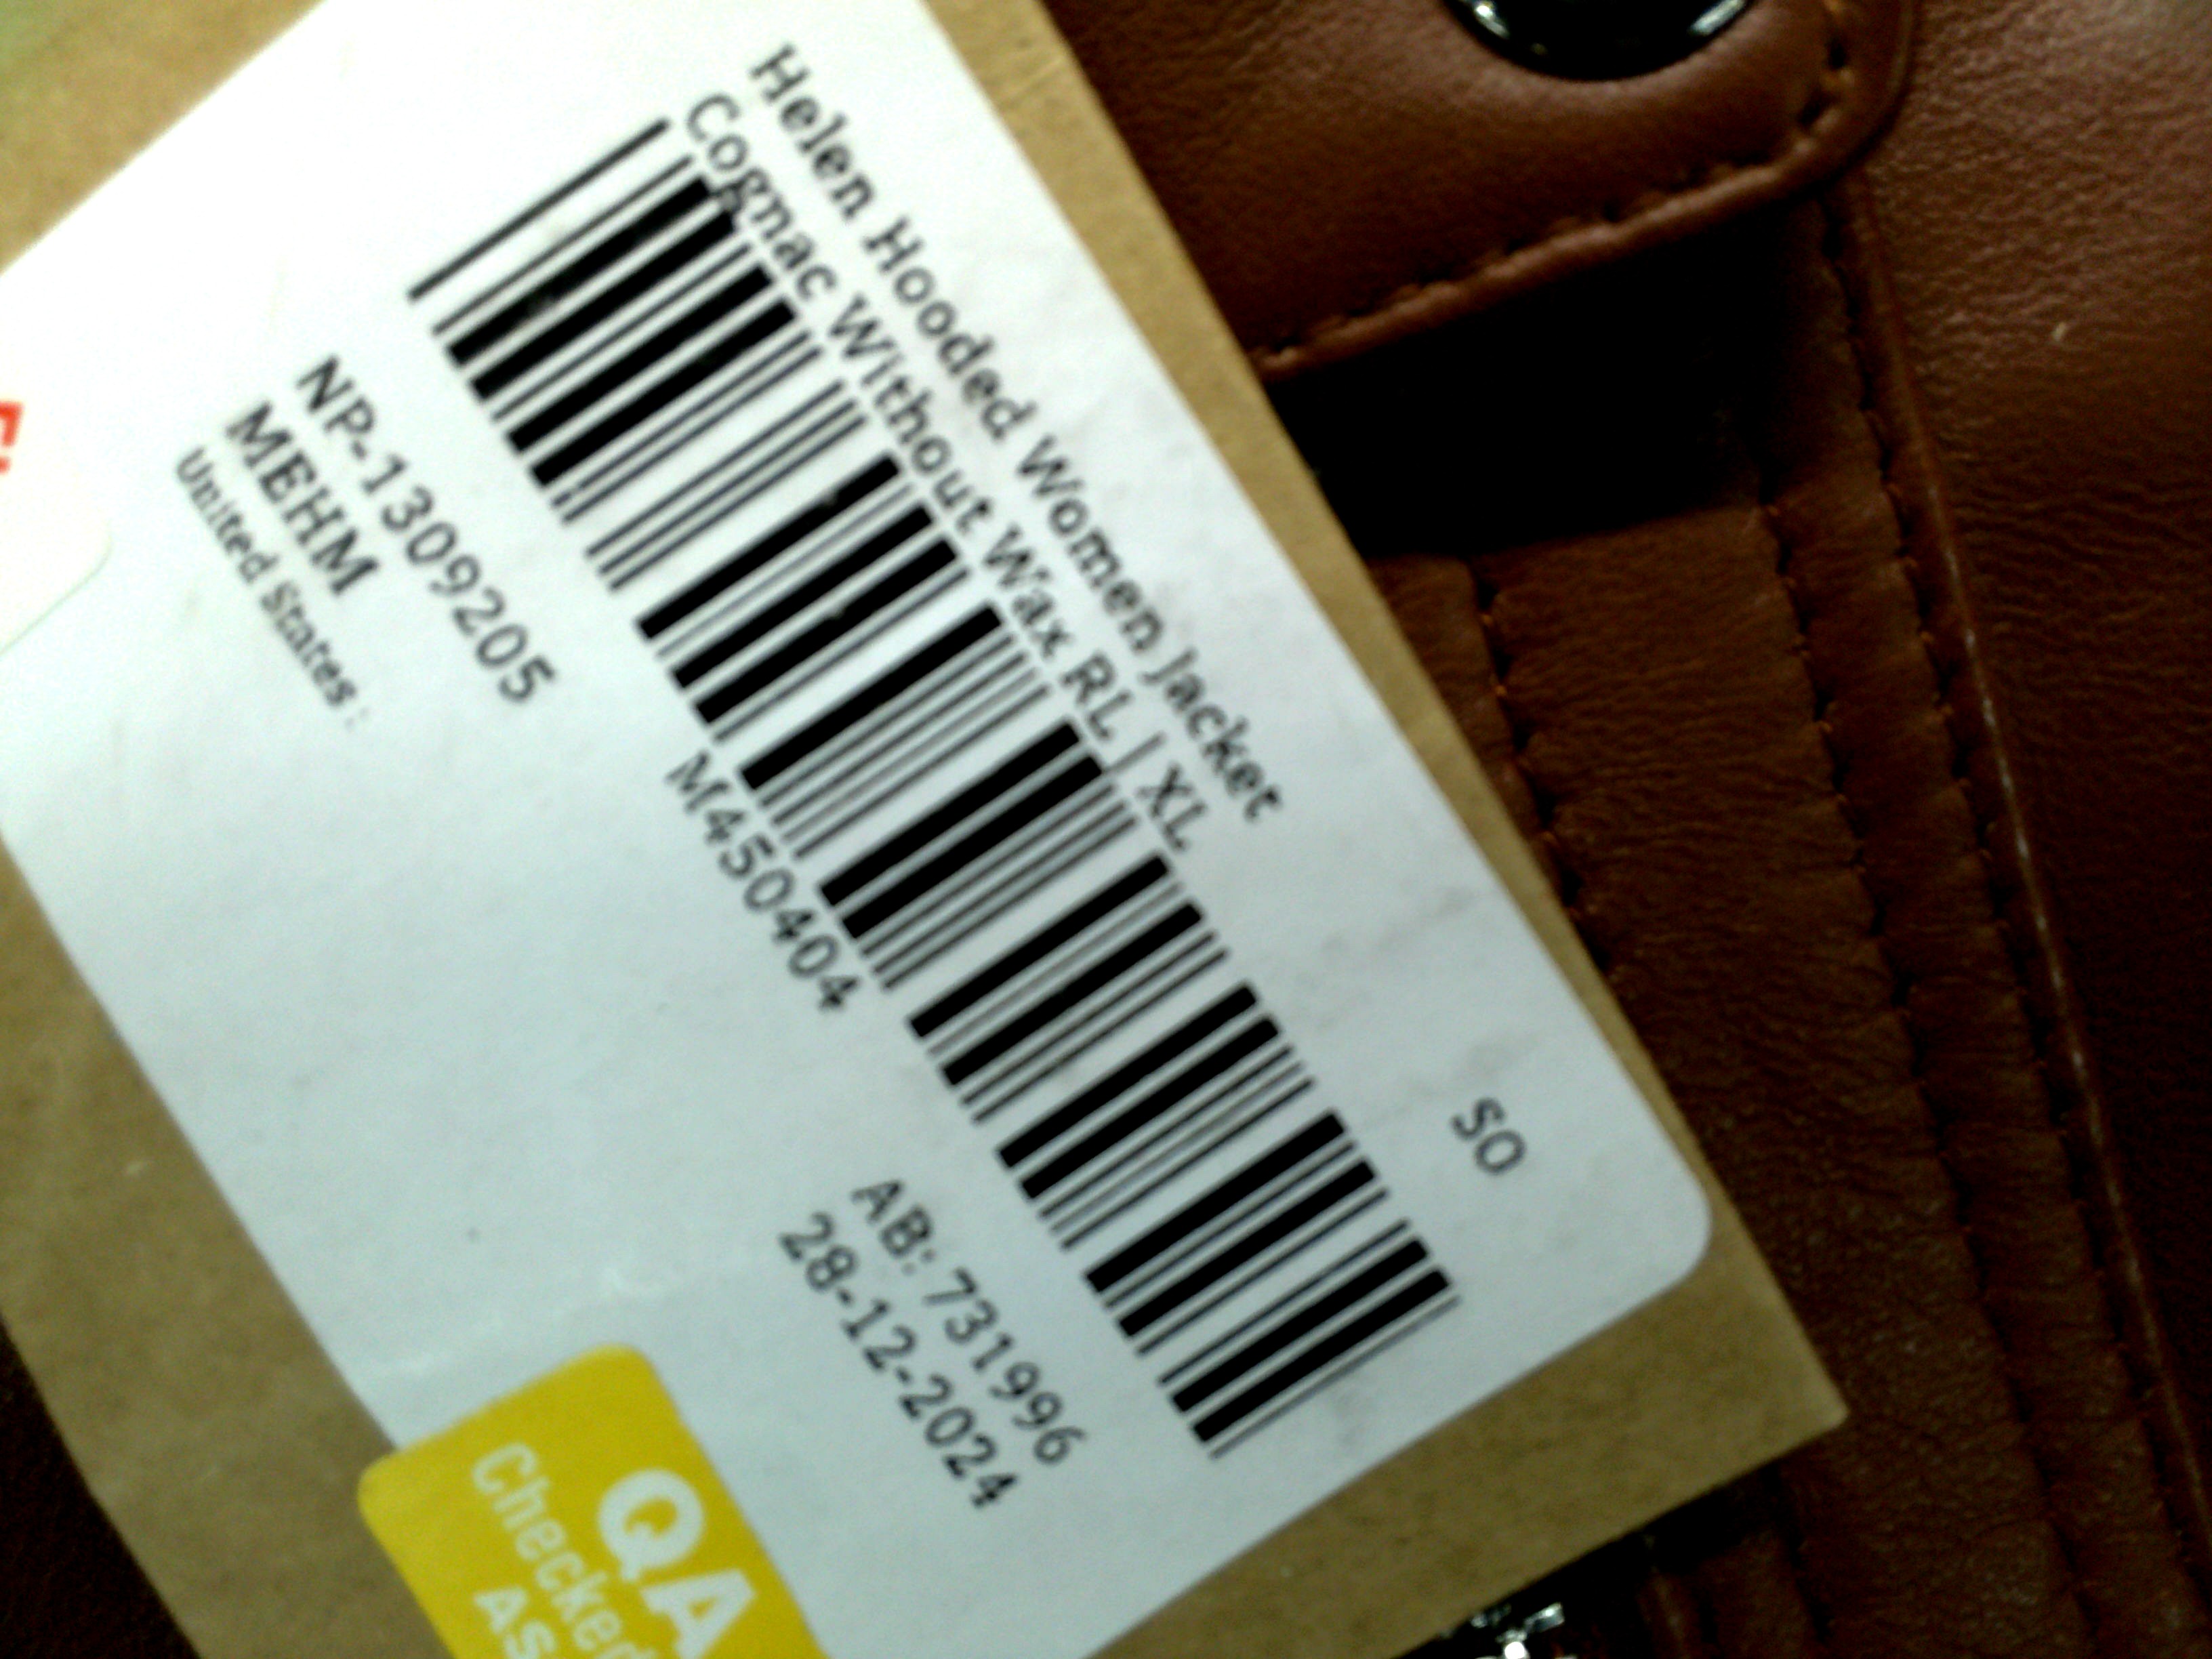 SO
Helen Hooded Women Jacket
Cognac Without Wax RL | XL
M450404
NP-1309205
MEHM
United States :
AB: 731996
28-12-2024
QA
Checked